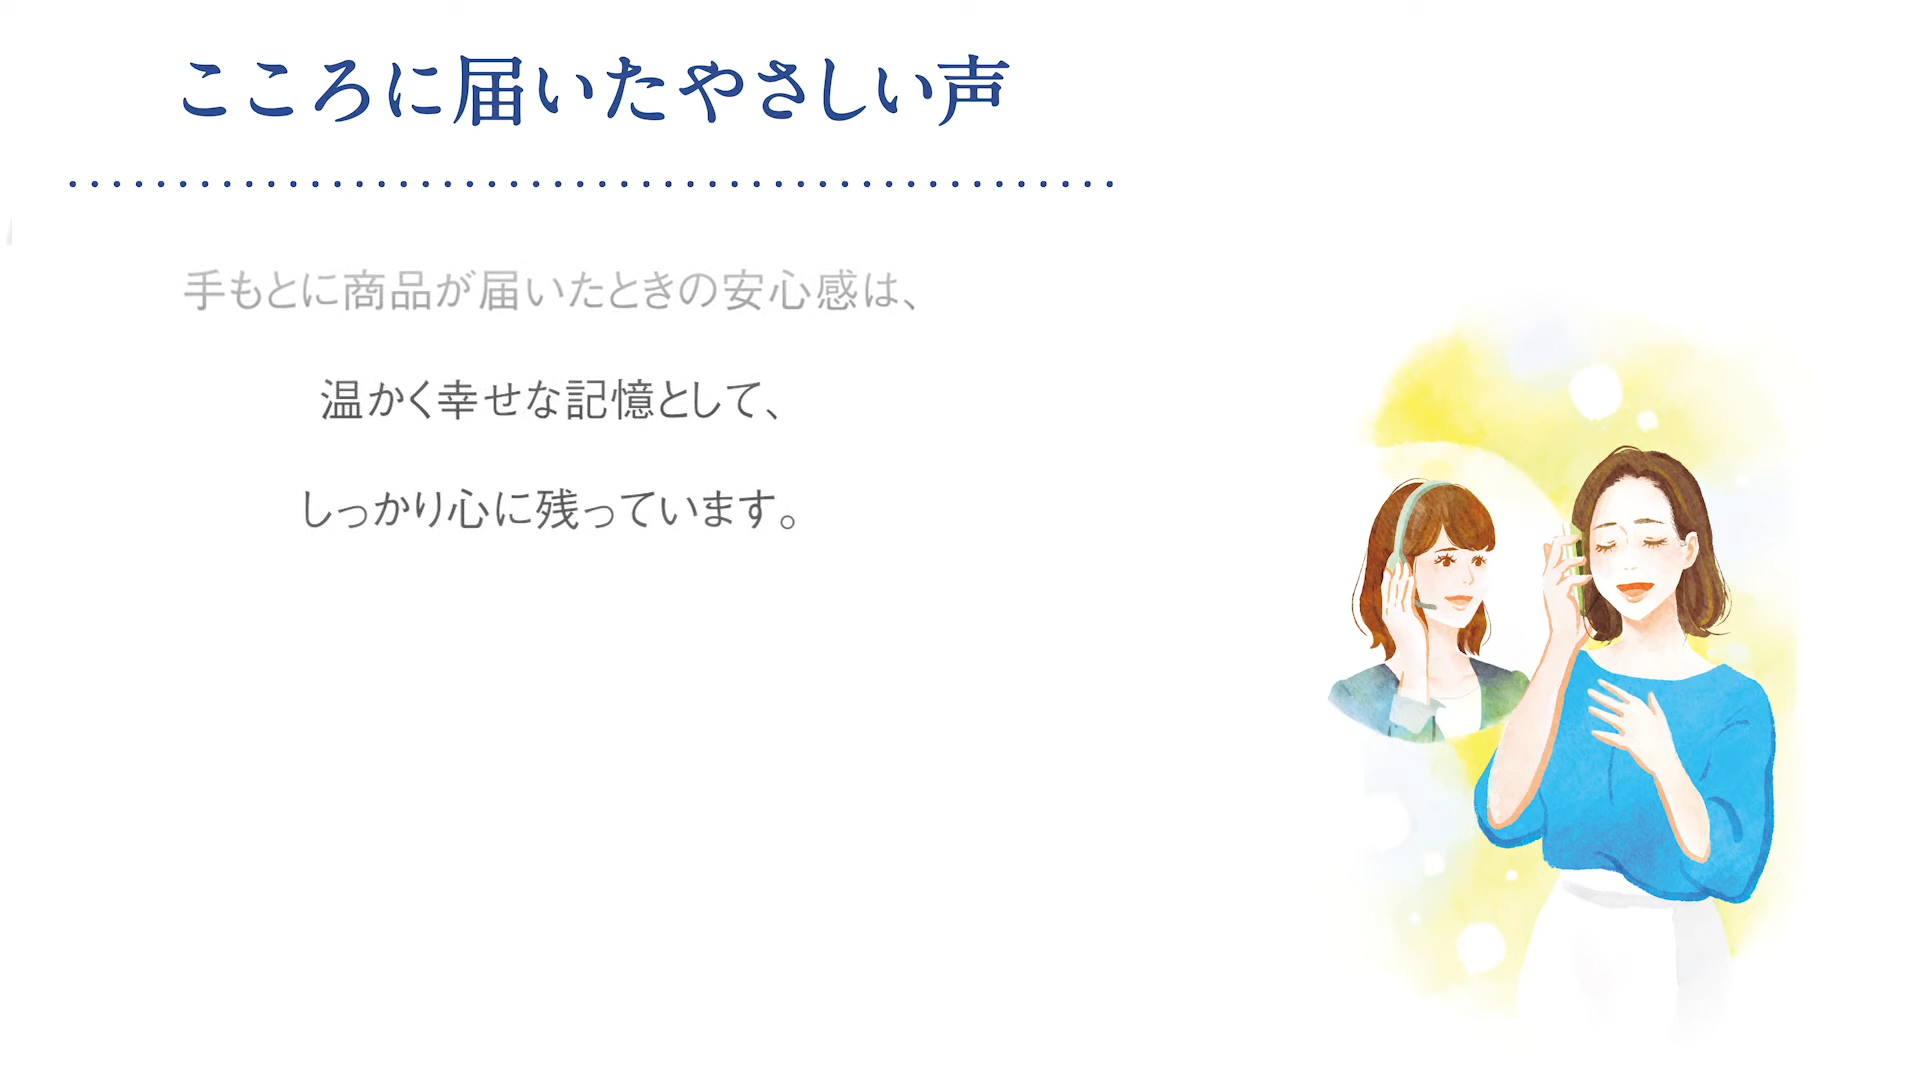 こころに届いたやさしい声
手もとに商品が届いたときの安心感は、
温かく幸せな記憶として、
しっかり心に残っています。